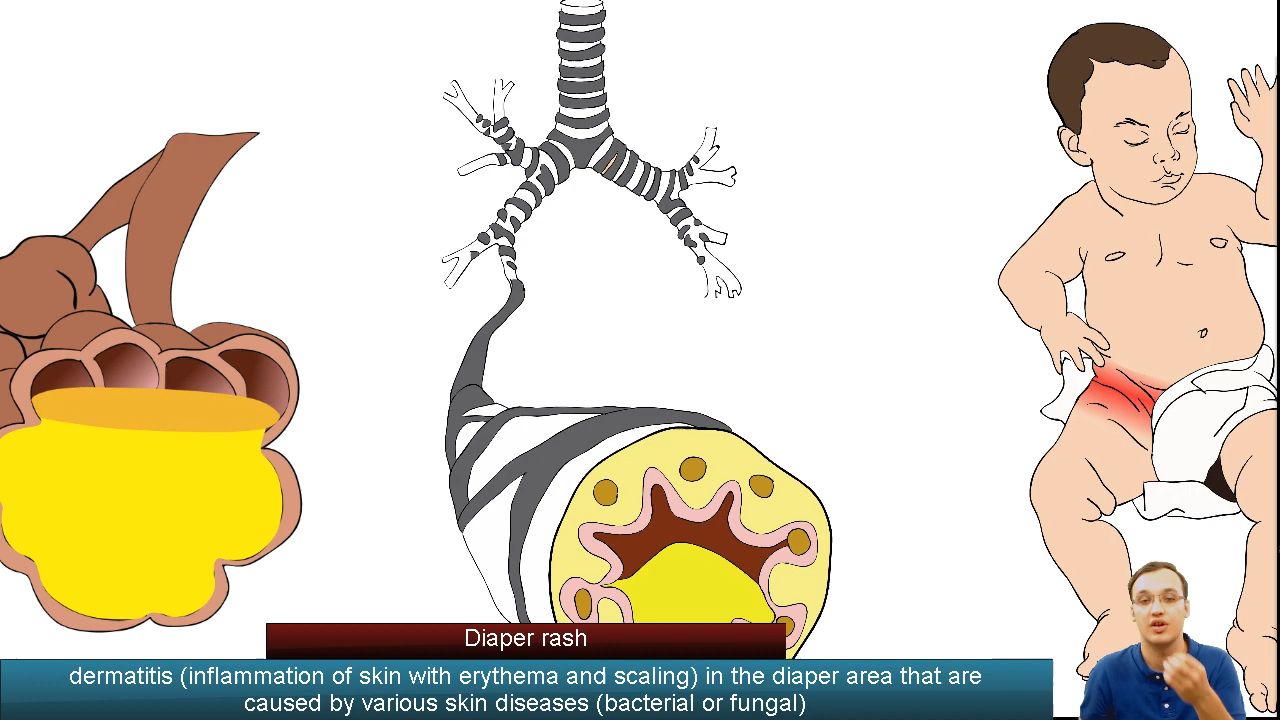 Diaper rash
dermatitis (inflammation of skin with erythema and scaling) in the diaper area that are
caused by various skin diseases (bacterial or fungal)